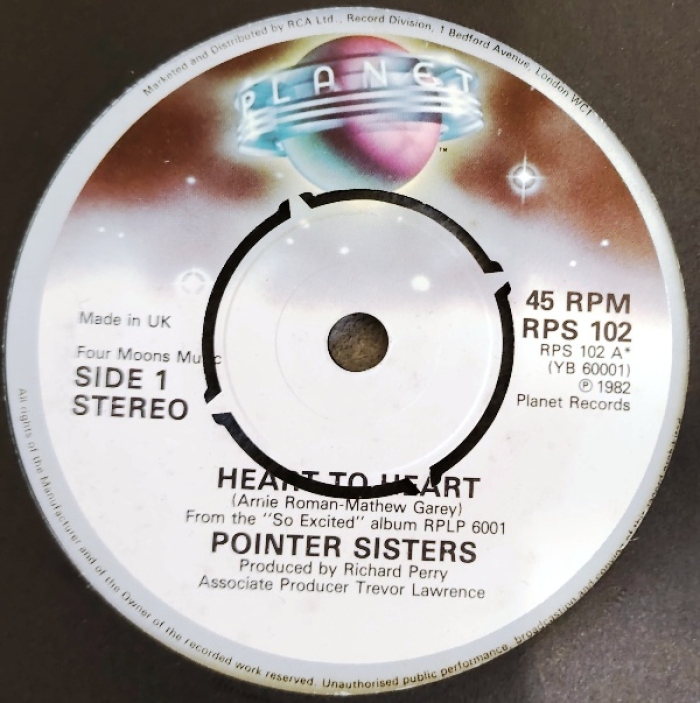 Marketed and Distributed by RCA Ltd., Record Division, 1 Bedford Avenue, London WC1
PLANET
™
Made in UK
Four Moons Music
SIDE 1
STEREO
45 RPM
RPS 102
RPS 102 A*
(YB 60001)
℗ 1982
Planet Records
HEART TO HEART
(Arnie Roman-Mathew Garey)
From the "So Excited" album RPLP 6001
POINTER SISTERS
Produced by Richard Perry
Associate Producer Trevor Lawrence
All rights of the Manufacturer and of the Owner of the recorded work reserved. Unauthorised public performance, broadcasting and copying of